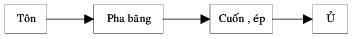 Tôn
Pha băng
Cuốn , ép
Ủ